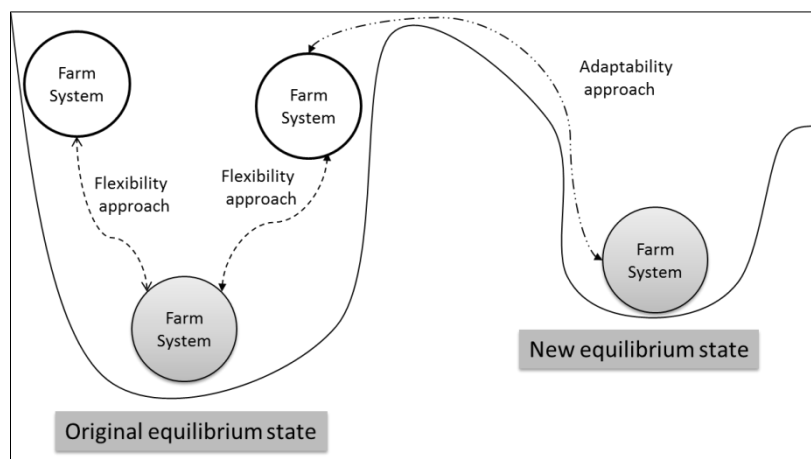 Farm
System
Farm
System
Adaptability
approach
Flexibility
approach
Flexibility
approach
Farm
System
Farm
System
New equilibrium state
Original equilibrium state